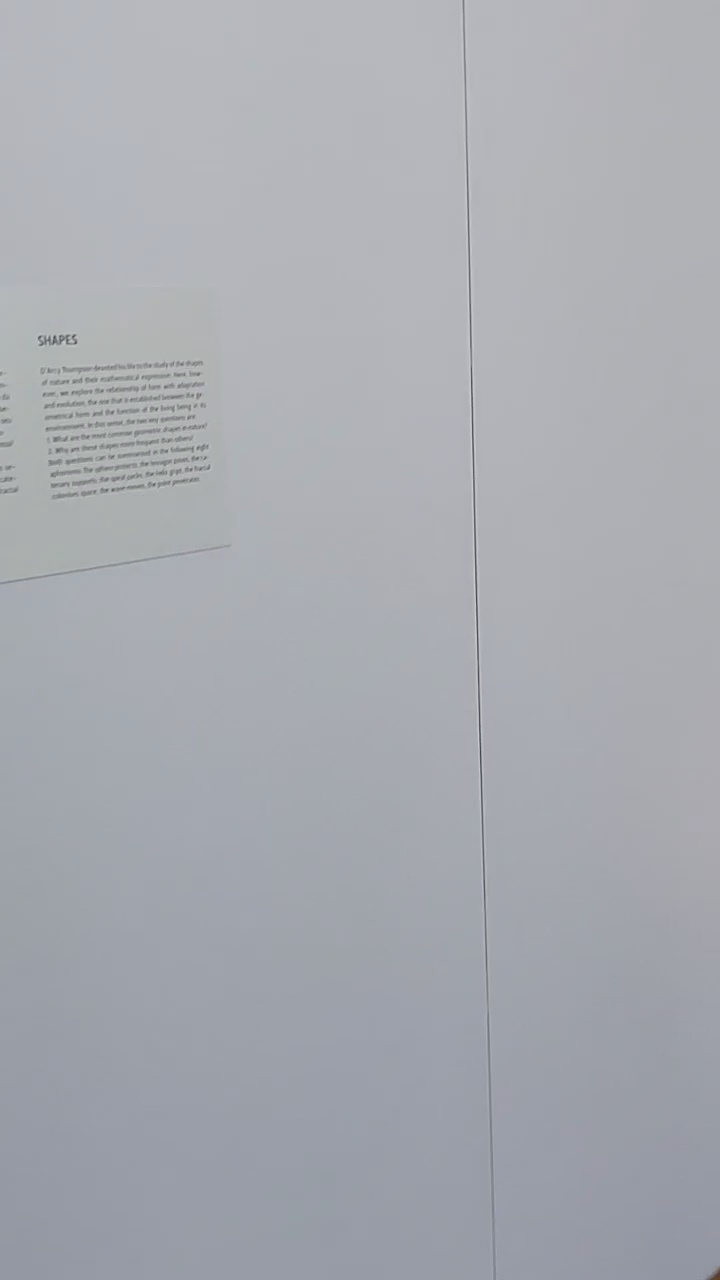 SHAPES
D'Arcy Thompson devoted his life to the study of the shapes
of nature and their mathematical expression. Here, how-
ever, we explore the relationship of form with adaptation
and evolution, the one that is established between the ge-
ometrical form and the function of the living being in its
environment. In this sense, the two key questions are
1. What are the most common geometric shapes in nature?
2. Why are these shapes more frequent than others?
Both questions can be summarised in the following eight
aphorisms: The sphere protects, the hexagon paves, the ca-
tenary supports, the spiral packs, the helix grips, the fractal
colonises space, the wave moves, the point penetrates.